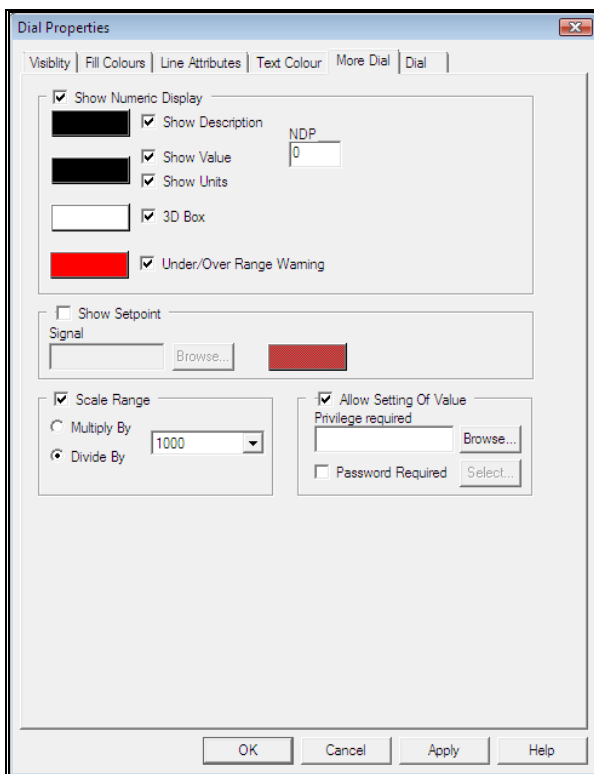 Dial Properties
Visiblity Fill Colours Line Attributes Text Colour More Dial Dial
Show Numeric Display
Show Description
NDP
0
Show Value
Show Units
3D Box
Under/Over Range Warning
Show Setpoint
Signal
Browse...
Scale Range
Multiply By
1000
Divide By
Allow Setting Of Value
Privilege required
Browse...
Password Required Select...
OK Cancel Apply Help